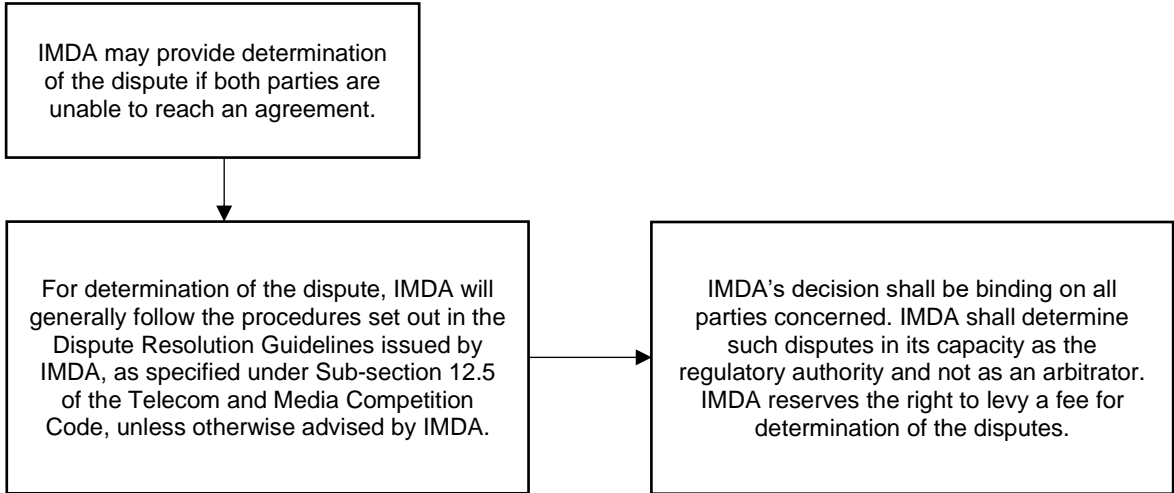 IMDA may provide determination
of the dispute if both parties are
unable to reach an agreement.
For determination of the dispute, IMDA will
generally follow the procedures set out in the
Dispute Resolution Guidelines issued by
IMDA, as specified under Sub-section 12.5
of the Telecom and Media Competition
Code, unless otherwise advised by IMDA.
IMDA’s decision shall be binding on all
parties concerned. IMDA shall determine
such disputes in its capacity as the
regulatory authority and not as an arbitrator.
IMDA reserves the right to levy a fee for
determination of the disputes.